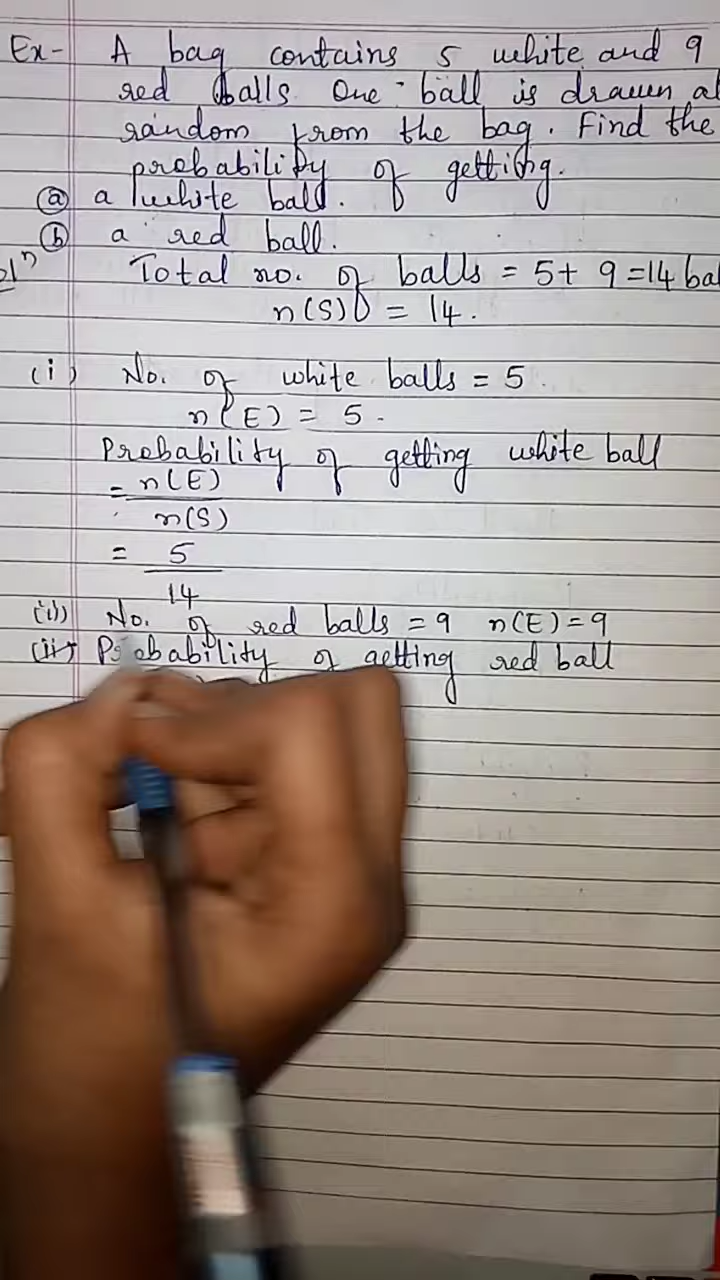 Ex- A bag contains 5 white and 9
red balls. One ball is drawn at
random from the bag. Find the
probability of getting.
(a) a white ball.
(b) a red ball.
Total no. of balls = 5 + 9 = 14
n(S) = 14.
(i) No. of white balls = 5.
n(E) = 5.
Probability of getting white ball
= n(E)
n(S)
= 5
14
(ii) No. of red balls = 9 n(E) = 9
(ii) Probability of getting red ball